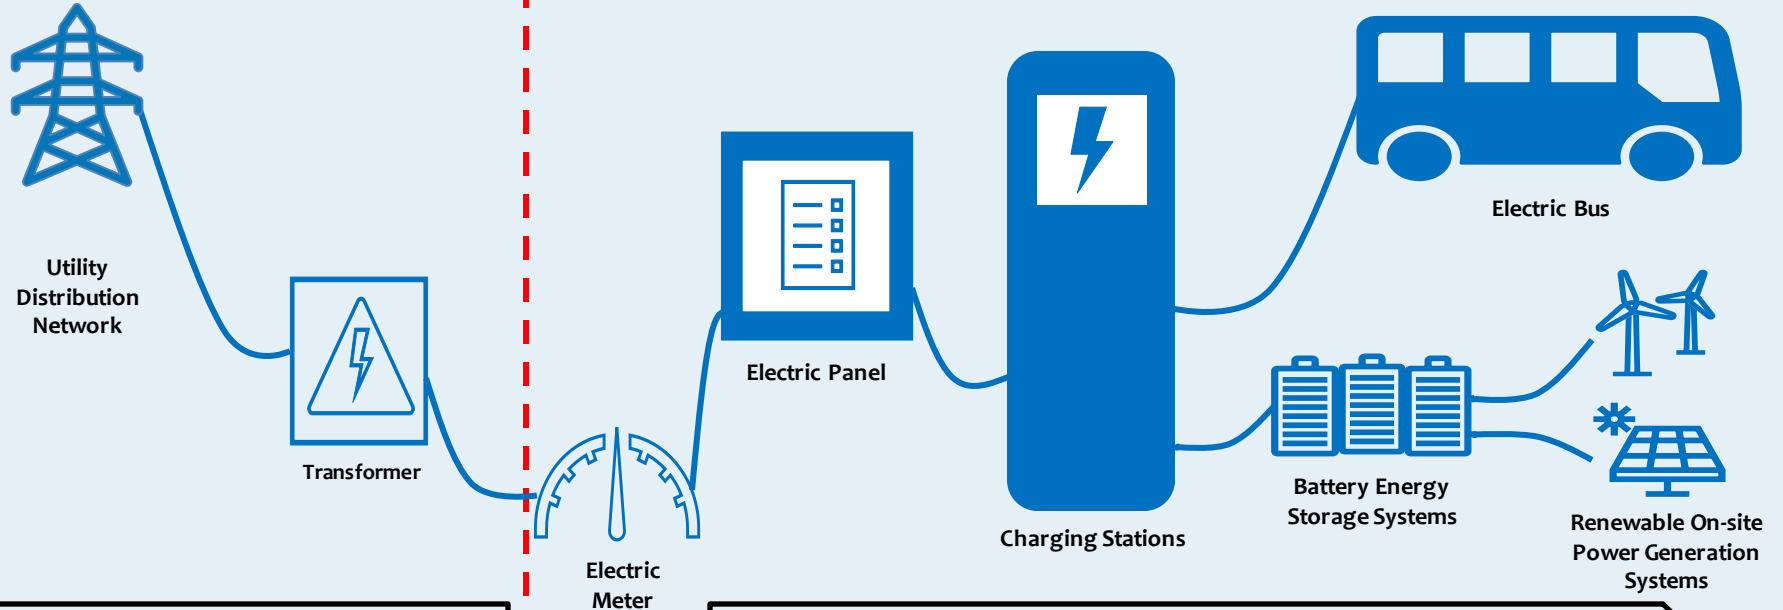 Utility
Distribution
Network
Transformer
Electric
Meter
Electric Panel
Charging Stations
Electric Bus
Battery Energy
Storage Systems
Renewable On-site
Power Generation
Systems